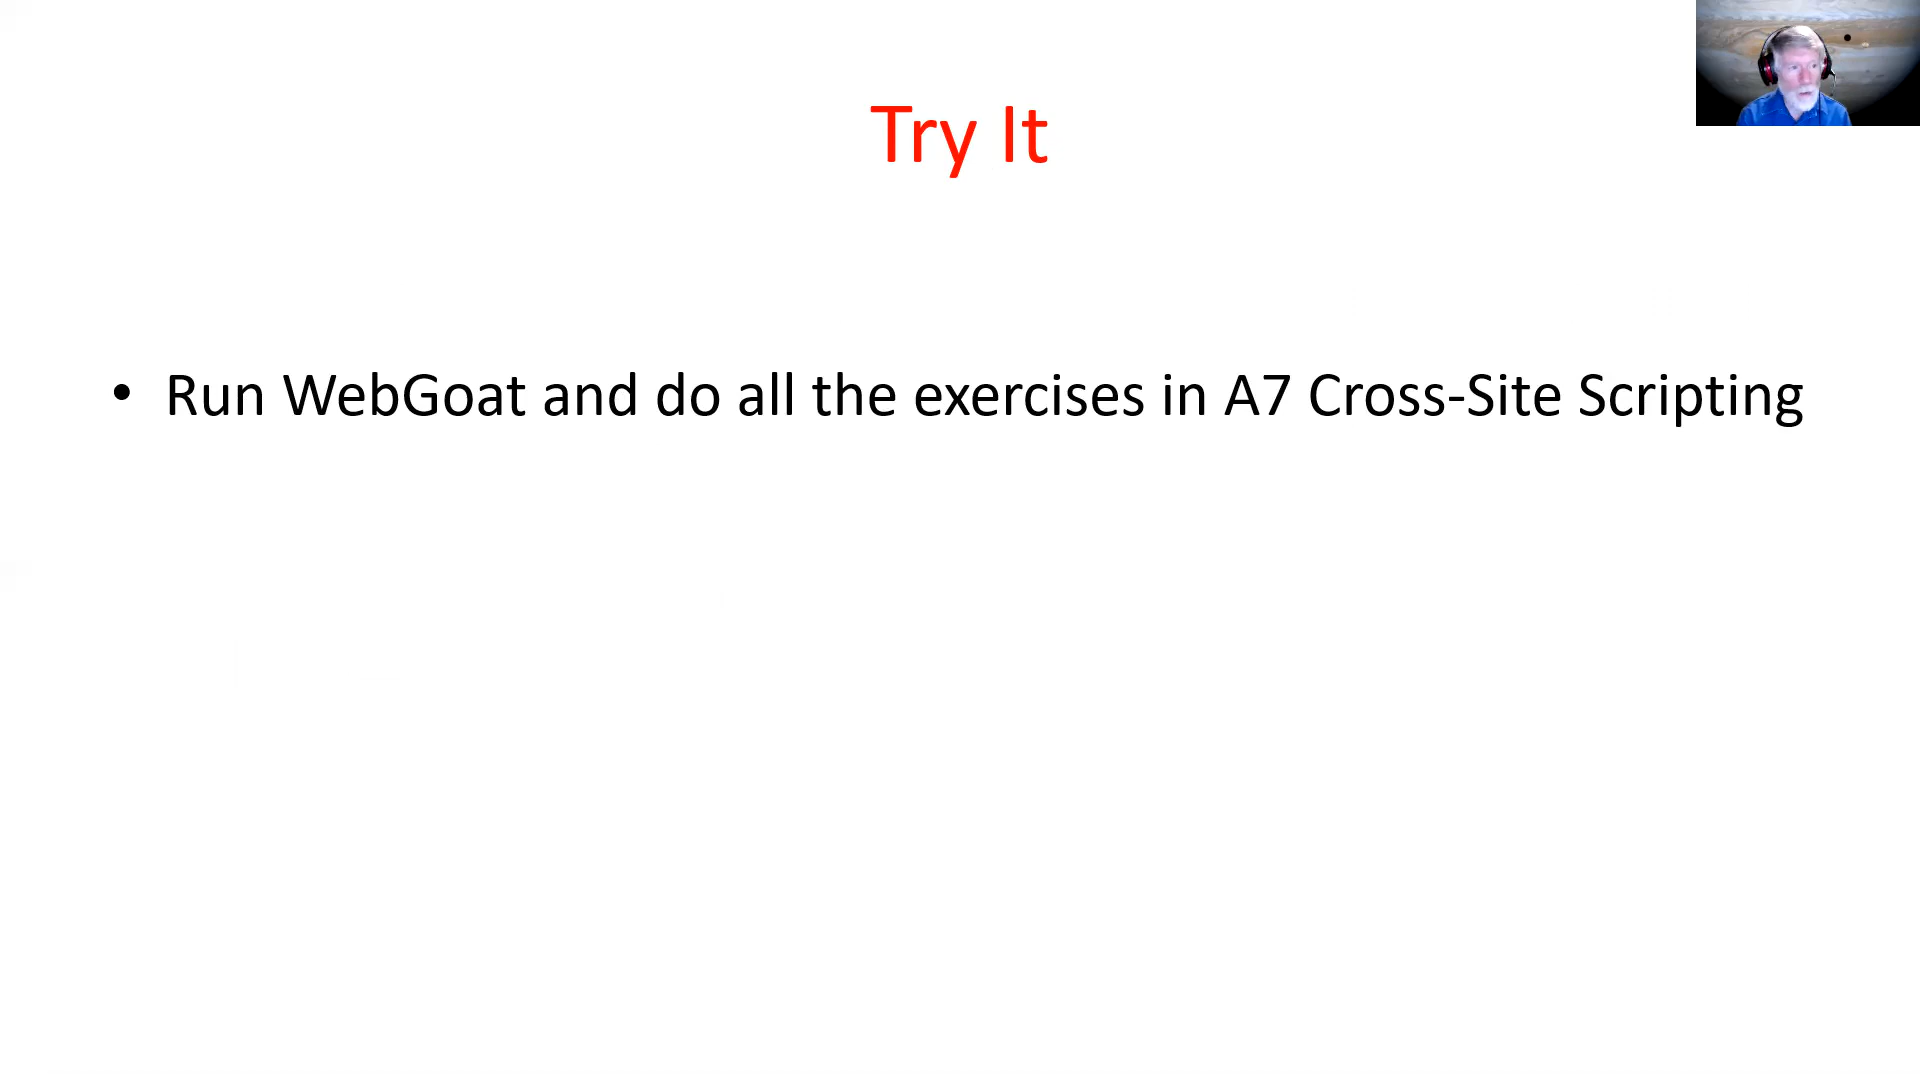 Try It
• Run WebGoat and do all the exercises in A7 Cross-Site Scripting